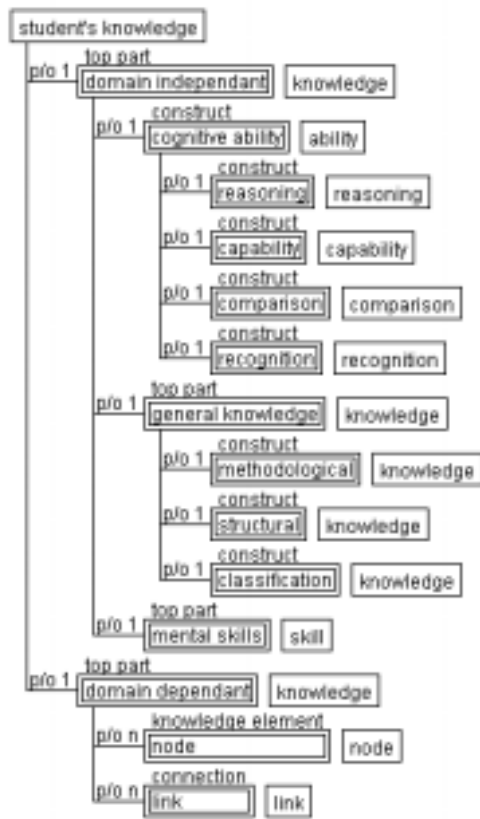 student's knowledge
top part
p/o 1 domain independant knowledge
construct
p/o 1 cognitive ability ability
construct
p/o 1 reasoning reasoning
construct
p/o 1 capability capability
construct
p/o 1 comparison comparison
construct
p/o 1 recognition recognition
top part
p/o 1 general knowledge knowledge
construct
p/o 1 methodological knowledge
construct
p/o 1 structural knowledge
construct
p/o 1 classification knowledge
top part
p/o 1 mental skills skill
top part
p/o 1 domain dependant knowledge
knowledge element
p/o n node node
connection
p/o n link link